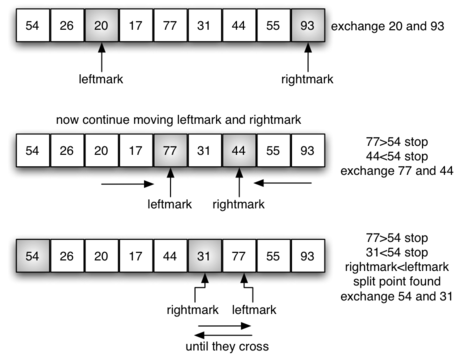 54 26 20 17 77 31 44 55 93 exchange 20 and 93
leftmark rightmark
now continue moving leftmark and rightmark
54 26 20 17 77 31 44 55 93
77>54 stop
44<54 stop
exchange 77 and 44
leftmark rightmark
54 26 20 17 44 31 77 55 93
77>54 stop
31<54 stop
rightmark<leftmark
split point found
exchange 54 and 31
rightmark leftmark
until they cross